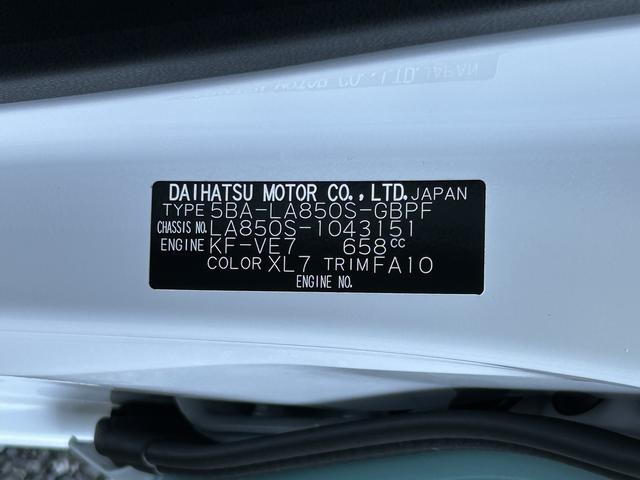 DAIHATSU MOTOR CO.,LTD. JAPAN
TYPE 5BA-LA850S-GBPF
CHASSIS NO. LA850S-1043151
ENGINE KF-VE7 658CC
COLOR XL7 TRIM FA10
ENGINE NO.